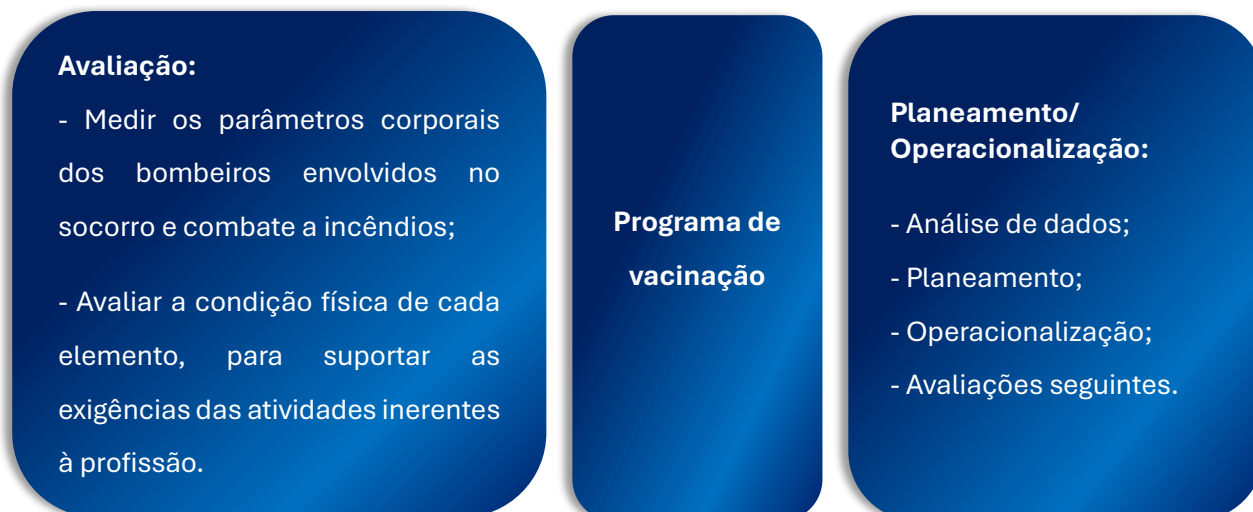 Avaliação:
- Medir os parâmetros corporais
dos bombeiros envolvidos no
socorro e combate a incêndios;
- Avaliar a condição física de cada
elemento, para suportar as
exigências das atividades inerentes
à profissão.
Programa de
vacinação
Planeamento/
Operacionalização:
- Análise de dados;
- Planeamento;
- Operacionalização;
- Avaliações seguintes.